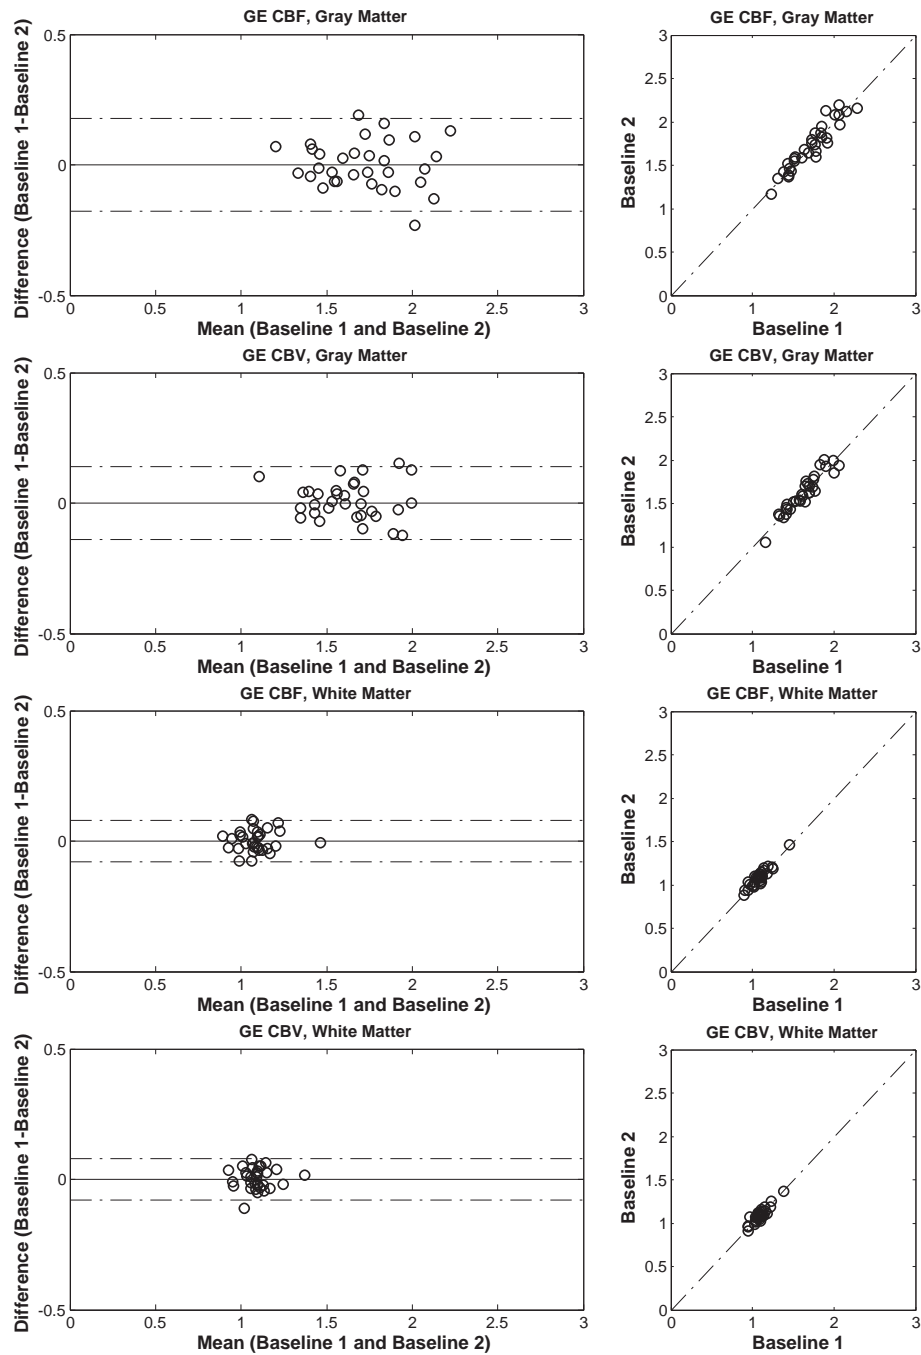 GE CBF, Gray Matter
Difference (Baseline 1-Baseline 2)
0.5
0
-0.5
0 0.5 1 1.5 2 2.5 3
Mean (Baseline 1 and Baseline 2)
GE CBF, Gray Matter
Baseline 2
3
2.5
2
1.5
1
0.5
0
0 1 2 3
Baseline 1
GE CBV, Gray Matter
Difference (Baseline 1-Baseline 2)
0.5
0
-0.5
0 0.5 1 1.5 2 2.5 3
Mean (Baseline 1 and Baseline 2)
GE CBV, Gray Matter
Baseline 2
3
2.5
2
1.5
1
0.5
0
0 1 2 3
Baseline 1
GE CBF, White Matter
Difference (Baseline 1-Baseline 2)
0.5
0
-0.5
0 0.5 1 1.5 2 2.5 3
Mean (Baseline 1 and Baseline 2)
GE CBF, White Matter
Baseline 2
3
2.5
2
1.5
1
0.5
0
0 1 2 3
Baseline 1
GE CBV, White Matter
Difference (Baseline 1-Baseline 2)
0.5
0
-0.5
0 0.5 1 1.5 2 2.5 3
Mean (Baseline 1 and Baseline 2)
GE CBV, White Matter
Baseline 2
3
2.5
2
1.5
1
0.5
0
0 1 2 3
Baseline 1